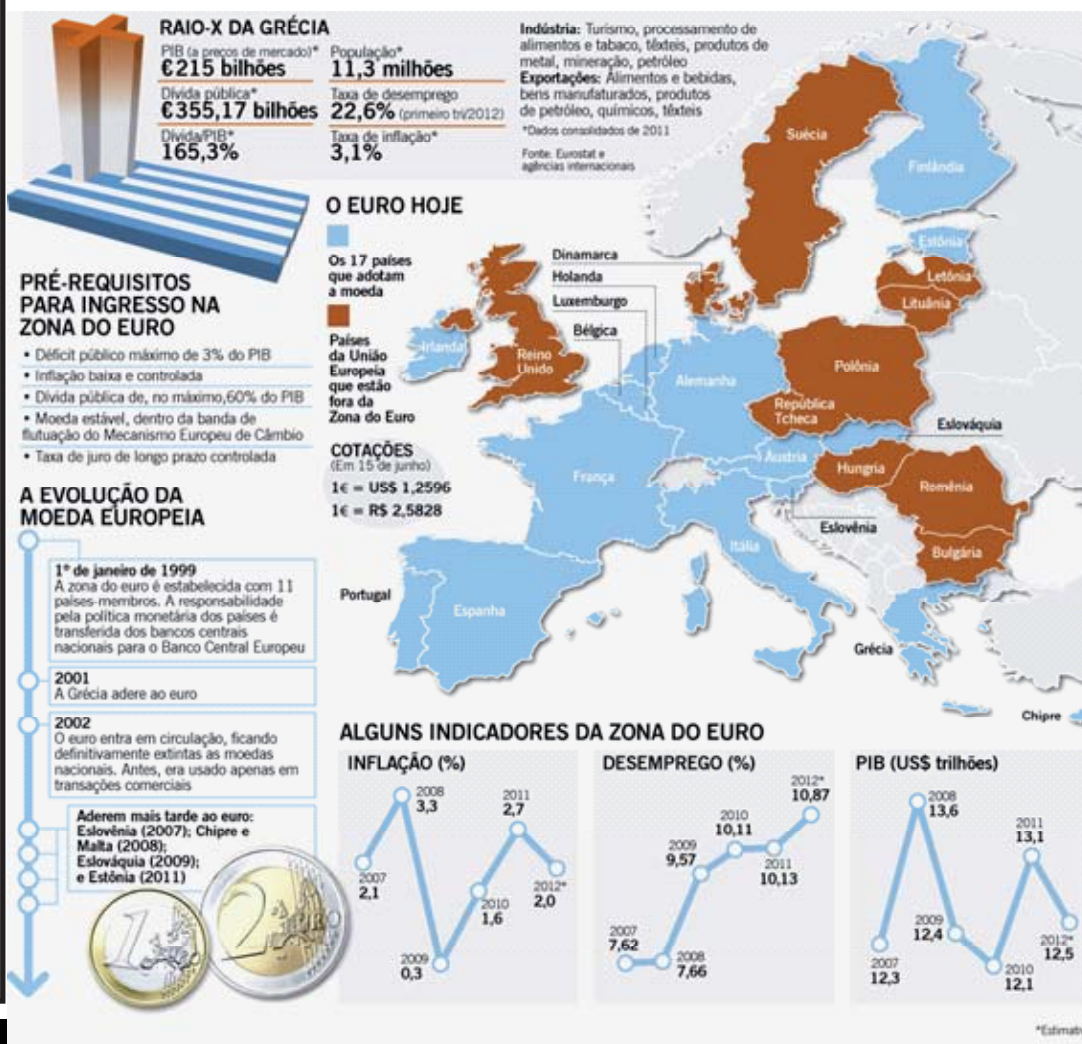 RAIO-X DA GRÉCIA
PIB (a preços de mercado)*
€215 bilhões
Dívida pública*
€355,17 bilhões
Dívida/PIB*
165,3%
População*
11,3 milhões
Taxa de desemprego
22,6% (primeiro tri/2012)
Taxa de inflação*
3,1%
Indústria: Turismo, processamento de
alimentos e tabaco, têxteis, produtos de
metal, mineração, petróleo
Exportações: Alimentos e bebidas,
bens manufaturados, produtos
de petróleo, químicos, têxteis
*Dados consolidados de 2011
Fonte: Eurostat e
agências internacionais
PRÉ-REQUISITOS
PARA INGRESSO NA
ZONA DO EURO
• Déficit público máximo de 3% do PIB
• Inflação baixa e controlada
• Dívida pública de, no máximo,60% do PIB
• Moeda estável, dentro da banda de
flutuação do Mecanismo Europeu de Câmbio
• Taxa de juro de longo prazo controlada
O EURO HOJE
Os 17 países
que adotam
a moeda
Países
da União
Europeia
que estão
fora da
Zona do Euro
COTAÇÕES
(Em 15 de junho)
1€ = US$ 1,2596
1€ = R$ 2,5828
Suécia
Finlândia
Estônia
Letônia
Lituânia
Dinamarca
Holanda
Luxemburgo
Bélgica
Irlanda
Reino
Unido
Alemanha
Polônia
República
Tcheca
Eslováquia
França
Áustria
Hungria
Romênia
Eslovênia
Itália
Bulgária
Portugal
Espanha
Grécia
Chipre
A EVOLUÇÃO DA
MOEDA EUROPEIA
1º de janeiro de 1999
A zona do euro é estabelecida com 11
países-membros. A responsabilidade
pela política monetária dos países é
transferida dos bancos centrais
nacionais para o Banco Central Europeu
2001
A Grécia adere ao euro
2002
O euro entra em circulação, ficando
definitivamente extintas as moedas
nacionais. Antes, era usado apenas em
transações comerciais
Aderem mais tarde ao euro:
Eslovênia (2007); Chipre e
Malta (2008);
Eslováquia (2009);
e Estônia (2011)
1
2
ALGUNS INDICADORES DA ZONA DO EURO
INFLAÇÃO (%)
2007
2,1
2008
3,3
2009
0,3
2010
1,6
2011
2,7
2012*
2,0
DESEMPREGO (%)
2007
7,62
2008
7,66
2009
9,57
2010
10,11
2011
10,13
2012*
10,87
PIB (US$ trilhões)
2007
12,3
2008
13,6
2009
12,4
2010
12,1
2011
13,1
2012*
12,5